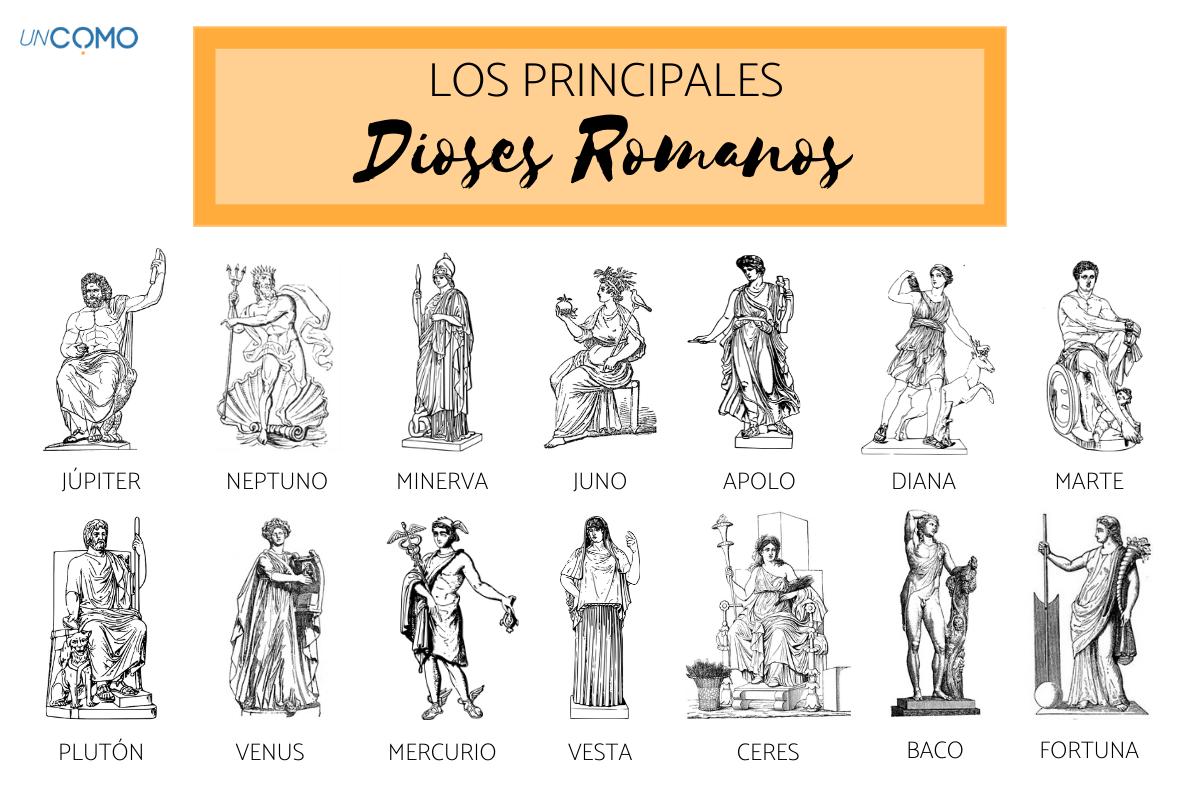 UNCOMO
LOS PRINCIPALES
Dioses Romanos
JÚPITER
NEPTUNO
MINERVA
JUNO
APOLO
DIANA
MARTE
PLUTÓN
VENUS
MERCURIO
VESTA
CERES
BACO
FORTUNA